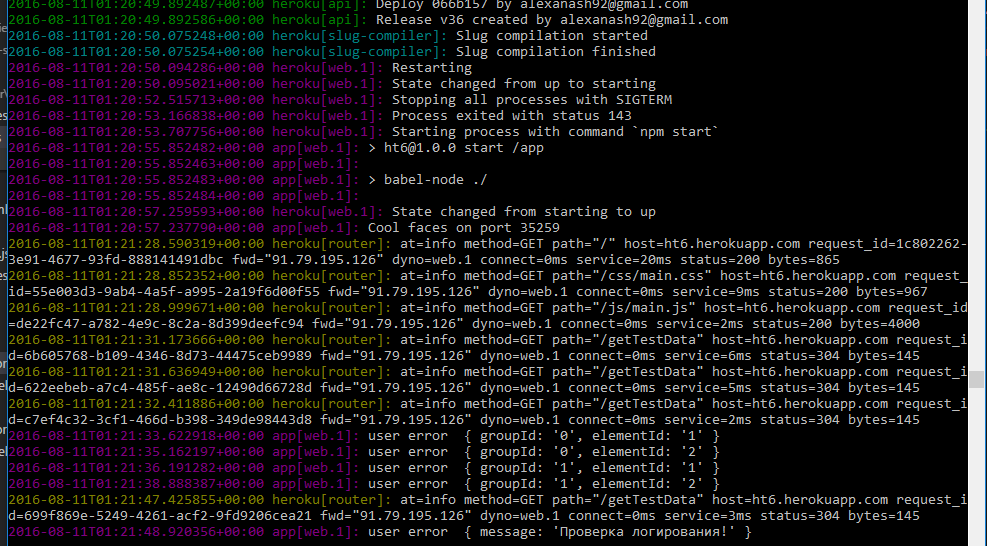 2016-08-11T01:20:49.892487+00:00 heroku[api]: Deploy 066b157 by alexanash92@gmail.com
2016-08-11T01:20:49.892586+00:00 heroku[api]: Release v36 created by alexanash92@gmail.com
2016-08-11T01:20:50.075248+00:00 heroku[slug-compiler]: Slug compilation started
2016-08-11T01:20:50.075254+00:00 heroku[slug-compiler]: Slug compilation finished
2016-08-11T01:20:50.094286+00:00 heroku[web.1]: Restarting
2016-08-11T01:20:50.095021+00:00 heroku[web.1]: State changed from up to starting
2016-08-11T01:20:52.515713+00:00 heroku[web.1]: Stopping all processes with SIGTERM
2016-08-11T01:20:53.166838+00:00 heroku[web.1]: Process exited with status 143
2016-08-11T01:20:53.707756+00:00 heroku[web.1]: Starting process with command `npm start`
2016-08-11T01:20:55.852482+00:00 app[web.1]: > ht6@1.0.0 start /app
2016-08-11T01:20:55.852463+00:00 app[web.1]:
2016-08-11T01:20:55.852483+00:00 app[web.1]: > babel-node ./
2016-08-11T01:20:55.852484+00:00 app[web.1]:
2016-08-11T01:20:57.259593+00:00 heroku[web.1]: State changed from starting to up
2016-08-11T01:20:57.237790+00:00 app[web.1]: Cool faces on port 35259
2016-08-11T01:21:28.590319+00:00 heroku[router]: at=info method=GET path="/" host=ht6.herokuapp.com request_id=1c802262-
3e91-4677-93fd-888141491dbc fwd="91.79.195.126" dyno=web.1 connect=0ms service=20ms status=200 bytes=865
2016-08-11T01:21:28.852352+00:00 heroku[router]: at=info method=GET path="/css/main.css" host=ht6.herokuapp.com request_
id=55e003d3-9ab4-4a5f-a995-2a19f6d00f55 fwd="91.79.195.126" dyno=web.1 connect=0ms service=9ms status=200 bytes=967
2016-08-11T01:21:28.999671+00:00 heroku[router]: at=info method=GET path="/js/main.js" host=ht6.herokuapp.com request_id
=de22fc47-a782-4e9c-8c2a-8d399deefc94 fwd="91.79.195.126" dyno=web.1 connect=0ms service=2ms status=200 bytes=4000
2016-08-11T01:21:31.173666+00:00 heroku[router]: at=info method=GET path="/getTestData" host=ht6.herokuapp.com request_i
d=6b605768-b109-4346-8d73-44475ceb9989 fwd="91.79.195.126" dyno=web.1 connect=0ms service=6ms status=304 bytes=145
2016-08-11T01:21:31.636949+00:00 heroku[router]: at=info method=GET path="/getTestData" host=ht6.herokuapp.com request_i
d=622eebeb-a7c4-485f-ae8c-12490d66728d fwd="91.79.195.126" dyno=web.1 connect=0ms service=5ms status=304 bytes=145
2016-08-11T01:21:32.411886+00:00 heroku[router]: at=info method=GET path="/getTestData" host=ht6.herokuapp.com request_i
d=c7ef4c32-3cf1-466d-b398-349de98443d8 fwd="91.79.195.126" dyno=web.1 connect=0ms service=2ms status=304 bytes=145
2016-08-11T01:21:33.622918+00:00 app[web.1]: user error  { groupId: '0', elementId: '1' }
2016-08-11T01:21:35.162197+00:00 app[web.1]: user error  { groupId: '0', elementId: '2' }
2016-08-11T01:21:36.191282+00:00 app[web.1]: user error  { groupId: '1', elementId: '1' }
2016-08-11T01:21:38.888387+00:00 app[web.1]: user error  { groupId: '1', elementId: '2' }
2016-08-11T01:21:47.425855+00:00 heroku[router]: at=info method=GET path="/getTestData" host=ht6.herokuapp.com request_i
d=699f869e-5249-4261-acf2-9fd9206cea21 fwd="91.79.195.126" dyno=web.1 connect=0ms service=3ms status=304 bytes=145
2016-08-11T01:21:48.920356+00:00 app[web.1]: user error  { message: 'Проверка логирования!' }